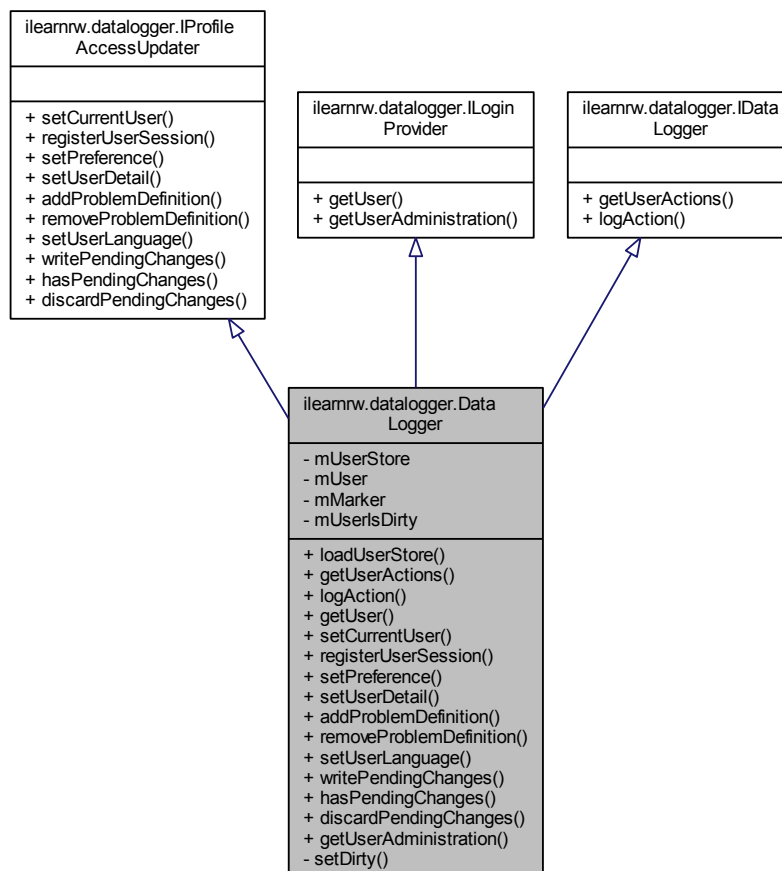 ilearnrw.datalogger.IProfile
AccessUpdater
+ setCurrentUser()
+ registerUserSession()
+ setPreference()
+ setUserDetail()
+ addProblemDefinition()
+ removeProblemDefinition()
+ setUserLanguage()
+ writePendingChanges()
+ hasPendingChanges()
+ discardPendingChanges()
ilearnrw.datalogger.ILogin
Provider
+ getUser()
+ getUserAdministration()
ilearnrw.datalogger.IData
Logger
+ getUserActions()
+ logAction()
ilearnrw.datalogger.Data
Logger
- mUserStore
- mUser
- mMarker
- mUserIsDirty
+ loadUserStore()
+ getUserActions()
+ logAction()
+ getUser()
+ setCurrentUser()
+ registerUserSession()
+ setPreference()
+ setUserDetail()
+ addProblemDefinition()
+ removeProblemDefinition()
+ setUserLanguage()
+ writePendingChanges()
+ hasPendingChanges()
+ discardPendingChanges()
+ getUserAdministration()
- setDirty()